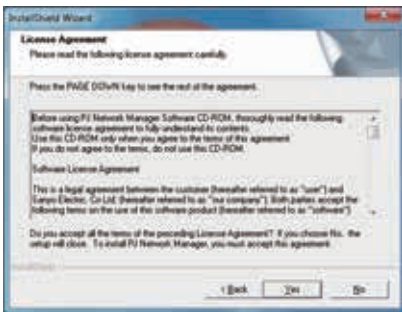 InstallShield Wizard
License Agreement
Please read the following license agreement carefully.
Press the PAGE DOWN key to see the rest of the agreement.
Before using PJ Network Manager Software CD-ROM, thoroughly read the following
software license agreement to fully understand its contents.
Use this CD-ROM only when you agree to the terms of this agreement.
If you do not agree to the terms, do not use this CD-ROM.
Software License Agreement
This is a legal agreement between the customer (hereafter referred to as "user") and
Sanyo Electric, Co Ltd. (hereafter referred to as "our company"). Both parties accept the
following terms on the use of this software product (hereafter referred to as "software")
Do you accept all the terms of the preceding License Agreement? If you choose No, the
setup will close. To install PJ Network Manager, you must accept this agreement.
InstallShield
< Back
Yes
No